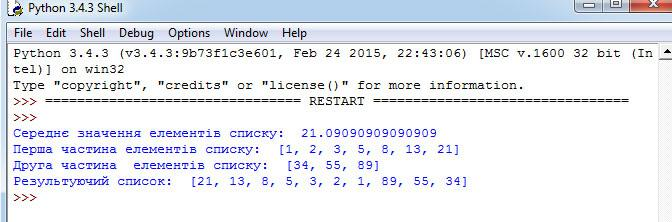 Python 3.4.3 Shell
File Edit Shell Debug Options Windows Help
Python 3.4.3 (v3.4.3:9b73f1c3e601, Feb 24 2015, 22:43:06) [MSC v.1600 32 bit (In
tel)] on win32
Type "copyright", "credits" or "license()" for more information.
>>> ================================ RESTART ================================
>>>
Середнє значення елементів списку:  21.09090909090909
Перша частина елементів списку:  [1, 2, 3, 5, 8, 13, 21]
Друга частина  елементів списку:  [34, 55, 89]
Результуючий список:  [21, 13, 8, 5, 3, 2, 1, 89, 55, 34]
>>>